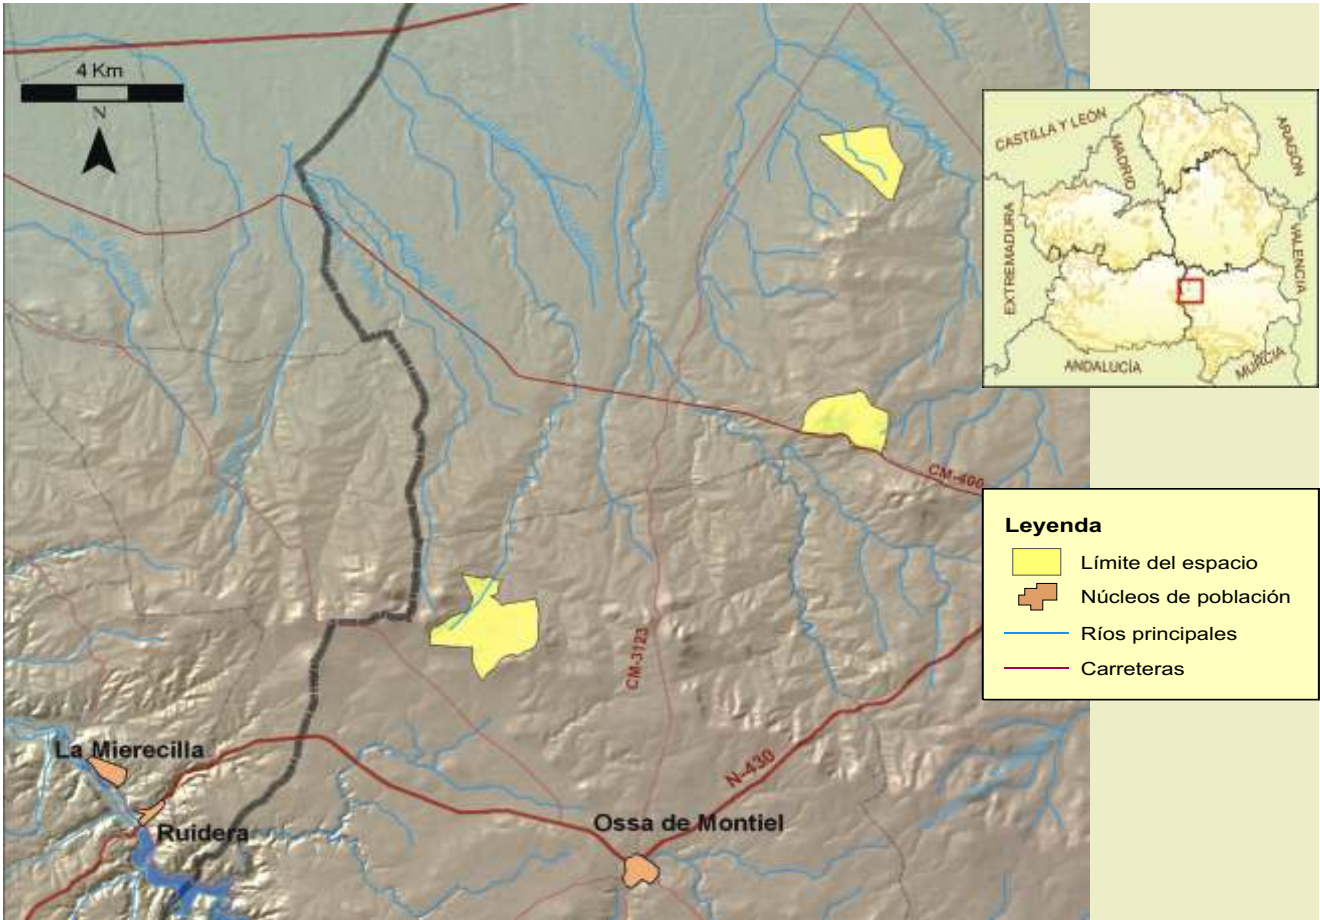 4 Km
N
CASTILLA Y LEÓN
MADRID
ARAGÓN
EXTREMADURA
VALENCIA
ANDALUCÍA
MURCIA
CM-400
Leyenda
Límite del espacio
Núcleos de población
Ríos principales
Carreteras
CM-3123
La Mierecilla
N-430
Ruidera
Ossa de Montiel